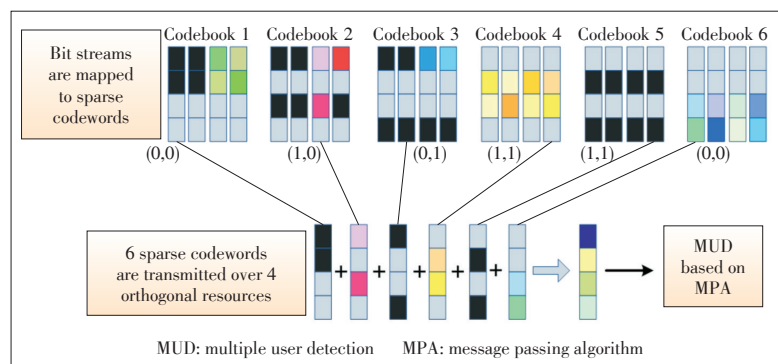 Codebook 1 Codebook 2 Codebook 3 Codebook 4 Codebook 5 Codebook 6
Bit streams
are mapped
to sparse
codewords
(0,0) (1,0) (0,1) (1,1) (1,1) (0,0)
6 sparse codewords
are transmitted over 4
orthogonal resources
+ + + + +
MUD
based on
MPA
MUD: multiple user detection MPA: message passing algorithm